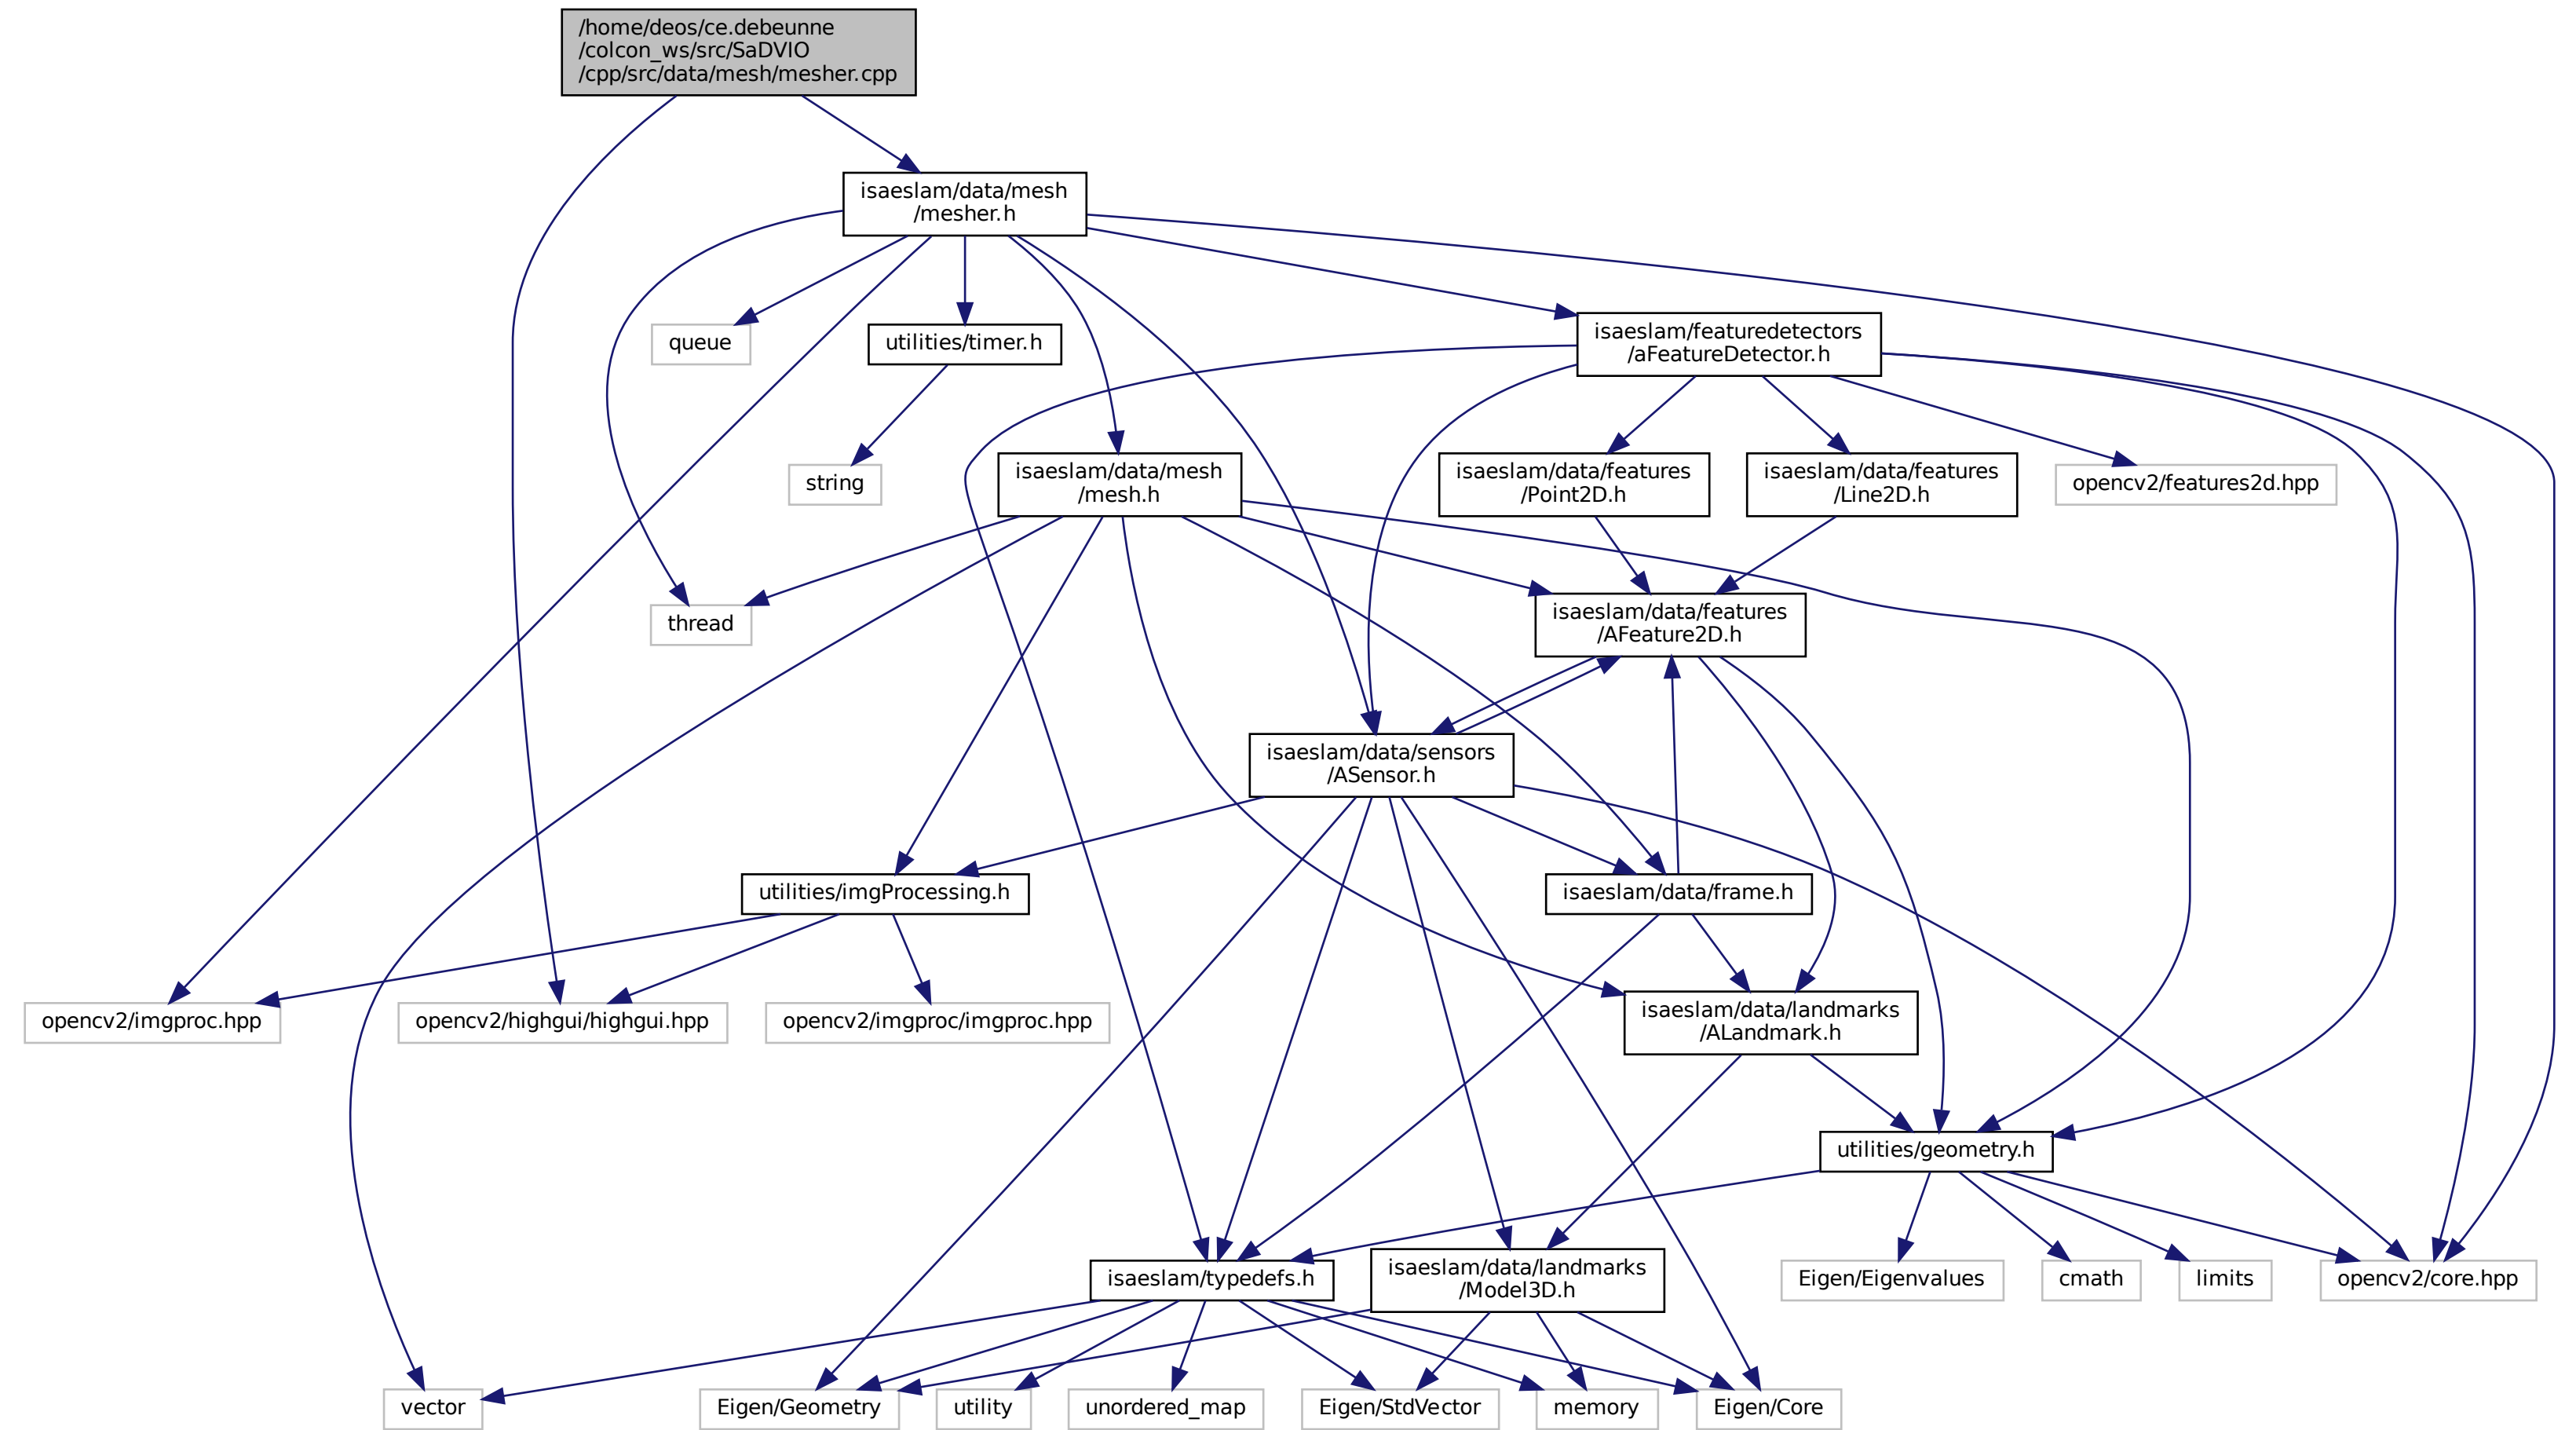 /home/deos/ce.debeunne
/colcon_ws/src/SaDVIO
/cpp/src/data/mesh/mesher.cpp
isaeslam/data/mesh
/mesher.h
queue
utilities/timer.h
isaeslam/featuredetectors
/aFeatureDetector.h
string
isaeslam/data/mesh
/mesh.h
isaeslam/data/features
/Point2D.h
isaeslam/data/features
/Line2D.h
opencv2/features2d.hpp
thread
isaeslam/data/features
/AFeature2D.h
isaeslam/data/sensors
/ASensor.h
utilities/imgProcessing.h
isaeslam/data/frame.h
opencv2/imgproc.hpp
opencv2/highgui/highgui.hpp
opencv2/imgproc/imgproc.hpp
isaeslam/data/landmarks
/ALandmark.h
utilities/geometry.h
isaeslam/typedefs.h
isaeslam/data/landmarks
/Model3D.h
Eigen/Eigenvalues
cmath
limits
opencv2/core.hpp
vector
Eigen/Geometry
utility
unordered_map
Eigen/StdVector
memory
Eigen/Core